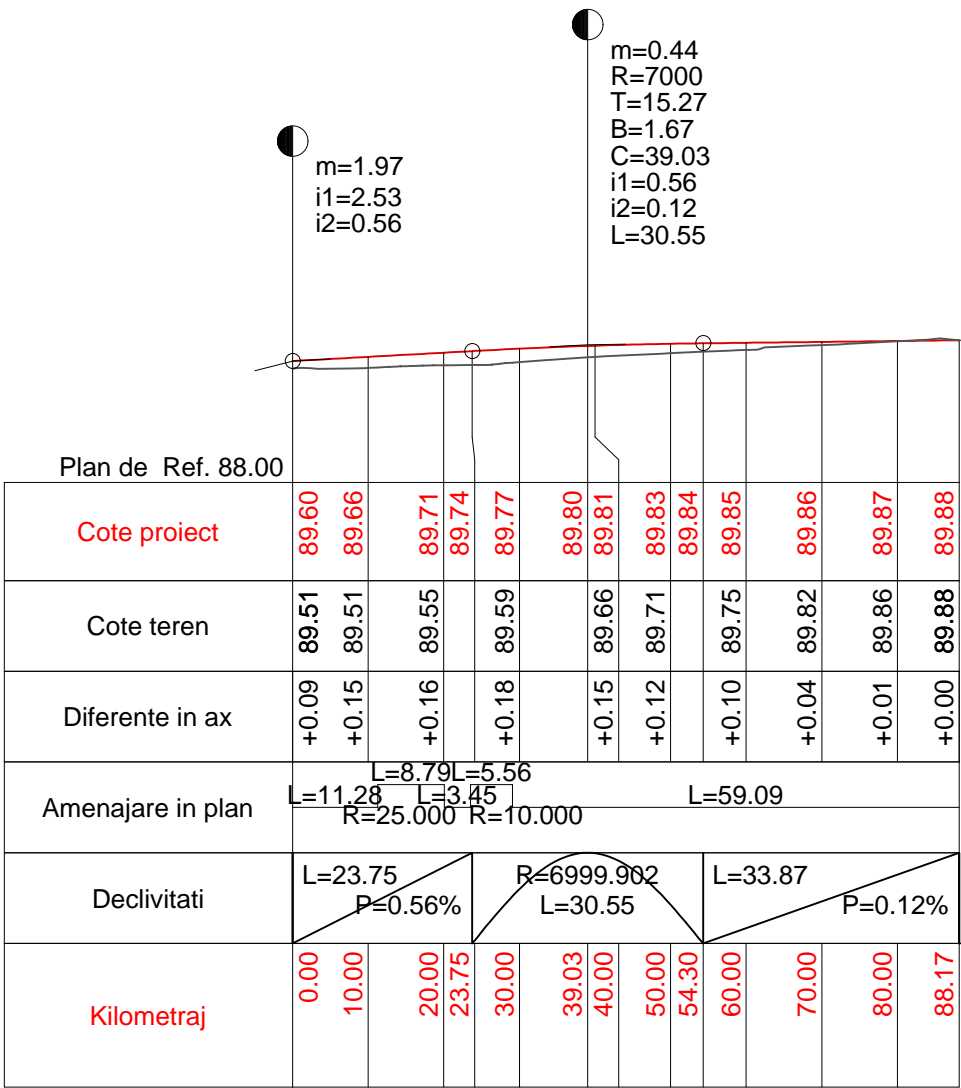 m=0.44
R=7000
T=15.27
B=1.67
C=39.03
i1=0.56
i2=0.12
L=30.55
m=1.97
i1=2.53
i2=0.56
Plan de Ref. 88.00
Cote proiect 89.60 89.66 89.71 89.74 89.77 89.80 89.81 89.83 89.84 89.85 89.86 89.87 89.88
Cote teren 89.51 89.51 89.55 89.59 89.66 89.71 89.75 89.82 89.86 89.88
Diferente in ax +0.09 +0.15 +0.16 +0.18 +0.15 +0.12 +0.10 +0.04 +0.01 +0.00
L=8.79 L=5.56
Amenajare in plan L=11.28 L=3.45 L=59.09
R=25.000 R=10.000
L=23.75 R=6999.902 L=33.87
Declivitati P=0.56% L=30.55 P=0.12%
Kilometraj 0.00 10.00 20.00 23.75 30.00 39.03 40.00 50.00 54.30 60.00 70.00 80.00 88.17